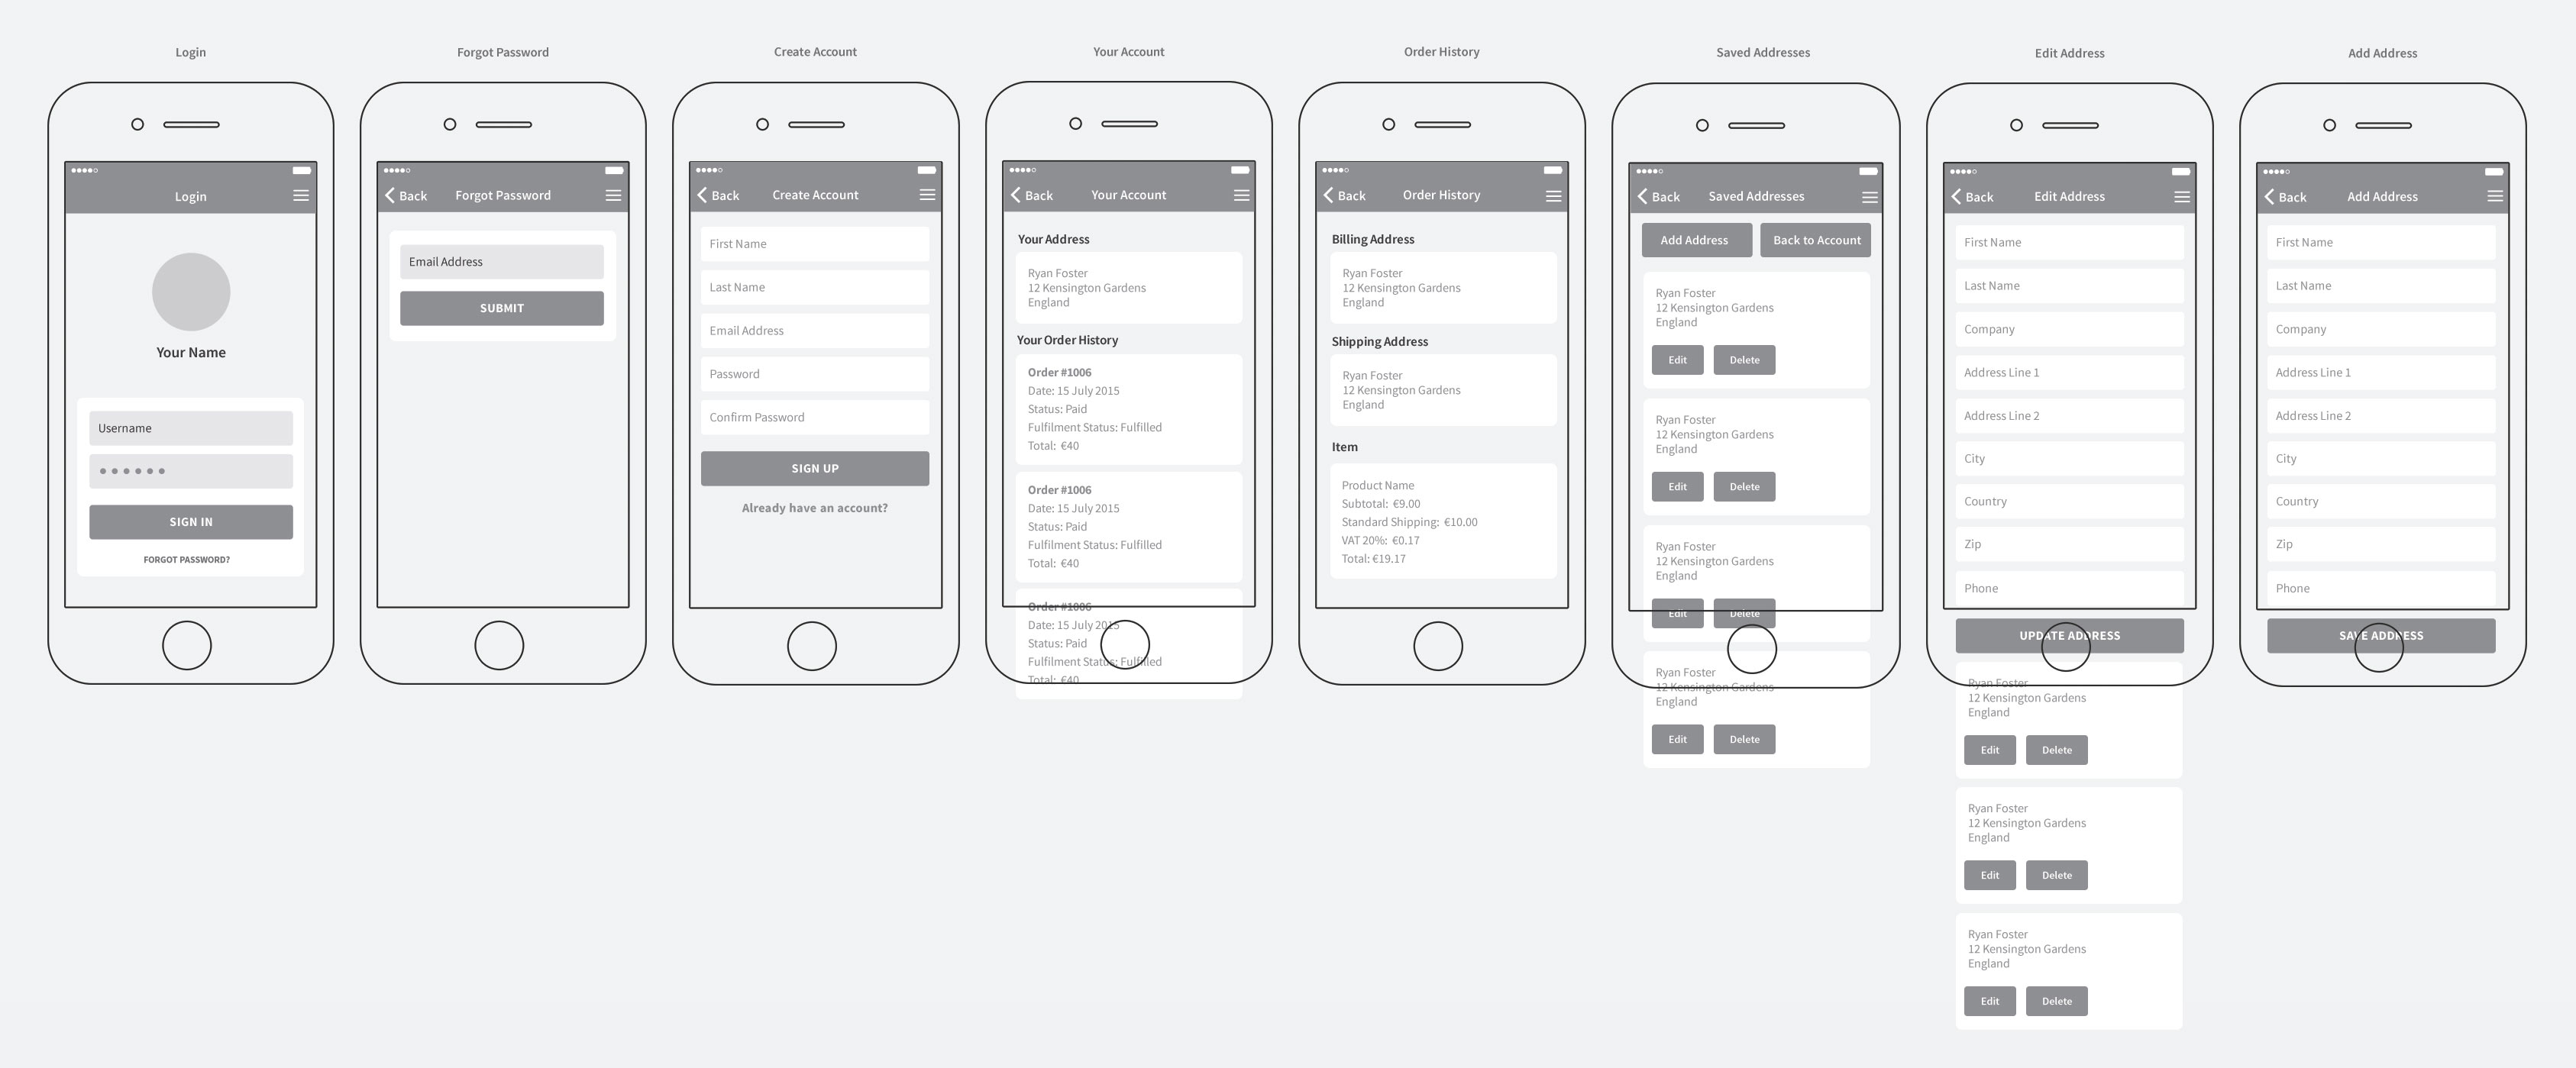 Login
Login
Your Name
Username
SIGN IN
FORGOT PASSWORD?
Forgot Password
Back
Forgot Password
Email Address
SUBMIT
Create Account
Back
Create Account
First Name
Last Name
Email Address
Password
Confirm Password
SIGN UP
Already have an account?
Your Account
Back
Your Account
Your Address
Ryan Foster
12 Kensington Gardens
England
Your Order History
Order #1006
Date: 15 July 2015
Status: Paid
Fulfilment Status: Fulfilled
Total: €40
Order #1006
Date: 15 July 2015
Status: Paid
Fulfilment Status: Fulfilled
Total: €40
Order #1006
Date: 15 July 2015
Status: Paid
Fulfilment Status: Fulfilled
Total: €40
Order History
Back
Order History
Billing Address
Ryan Foster
12 Kensington Gardens
England
Shipping Address
Ryan Foster
12 Kensington Gardens
England
Item
Product Name
Subtotal: €9.00
Standard Shipping: €10.00
VAT 20%: €0.17
Total: €19.17
Saved Addresses
Back
Saved Addresses
Add Address
Back to Account
Ryan Foster
12 Kensington Gardens
England
Edit
Delete
Ryan Foster
12 Kensington Gardens
England
Edit
Delete
Ryan Foster
12 Kensington Gardens
England
Edit
Delete
Ryan Foster
12 Kensington Gardens
England
Edit
Delete
Edit Address
Back
Edit Address
First Name
Last Name
Company
Address Line 1
Address Line 2
City
Country
Zip
Phone
UPDATE ADDRESS
Ryan Foster
12 Kensington Gardens
England
Edit
Delete
Ryan Foster
12 Kensington Gardens
England
Edit
Delete
Ryan Foster
12 Kensington Gardens
England
Edit
Delete
Add Address
Back
Add Address
First Name
Last Name
Company
Address Line 1
Address Line 2
City
Country
Zip
Phone
SAVE ADDRESS